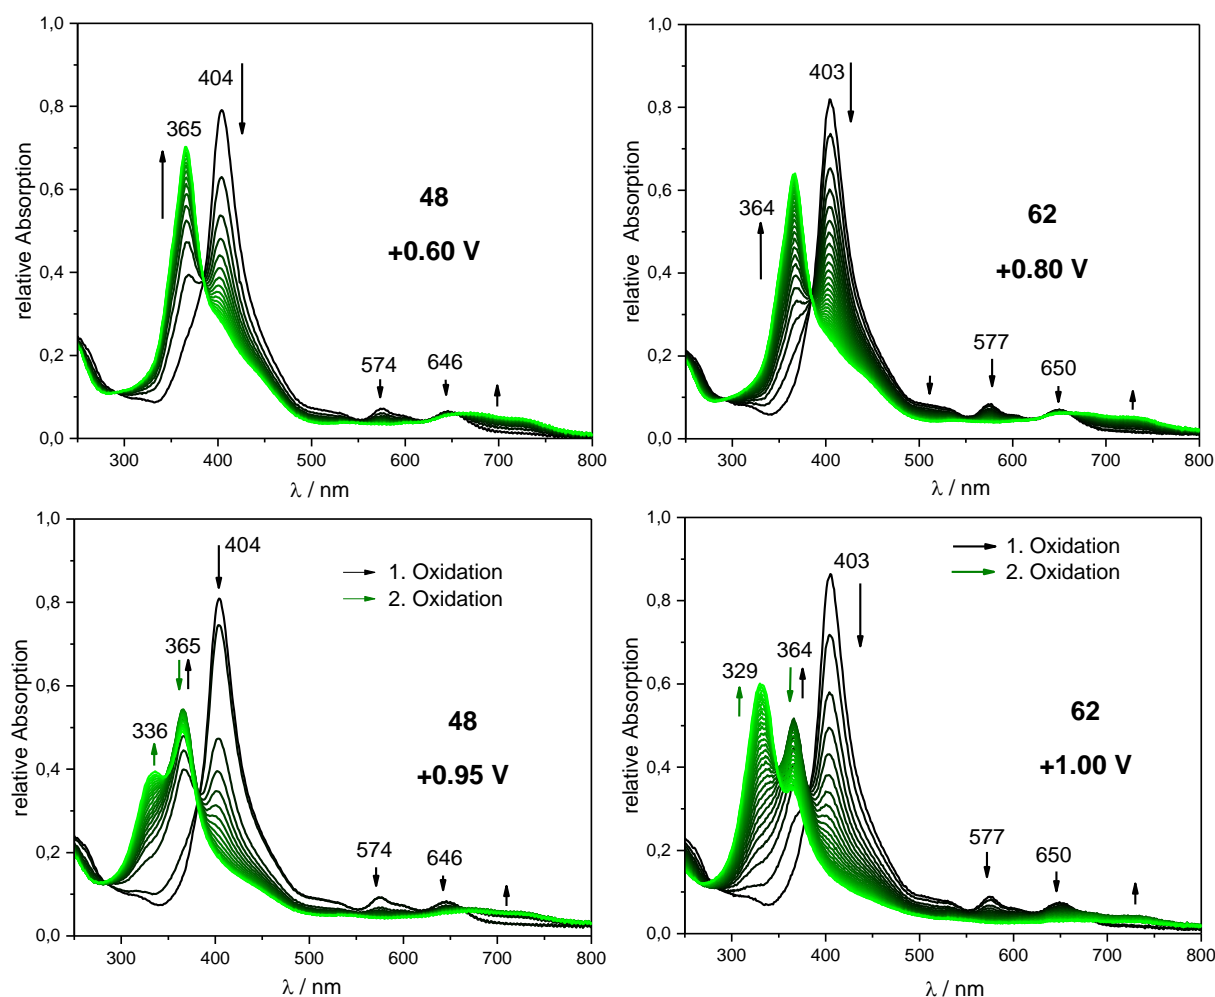 1,0
0,8
0,6
0,4
0,2
0,0
relative Absorption
404
365
48
+0.60 V
574
646
300 400 500 600 700 800
λ / nm
1,0
0,8
0,6
0,4
0,2
0,0
relative Absorption
403
364
62
+0.80 V
577
650
300 400 500 600 700 800
λ / nm
1,0
0,8
0,6
0,4
0,2
0,0
relative Absorption
404
1. Oxidation
2. Oxidation
365
336
48
+0.95 V
574
646
300 400 500 600 700 800
λ / nm
1,0
0,8
0,6
0,4
0,2
0,0
relative Absorption
1. Oxidation
2. Oxidation
403
364
329
62
+1.00 V
577
650
300 400 500 600 700 800
λ / nm